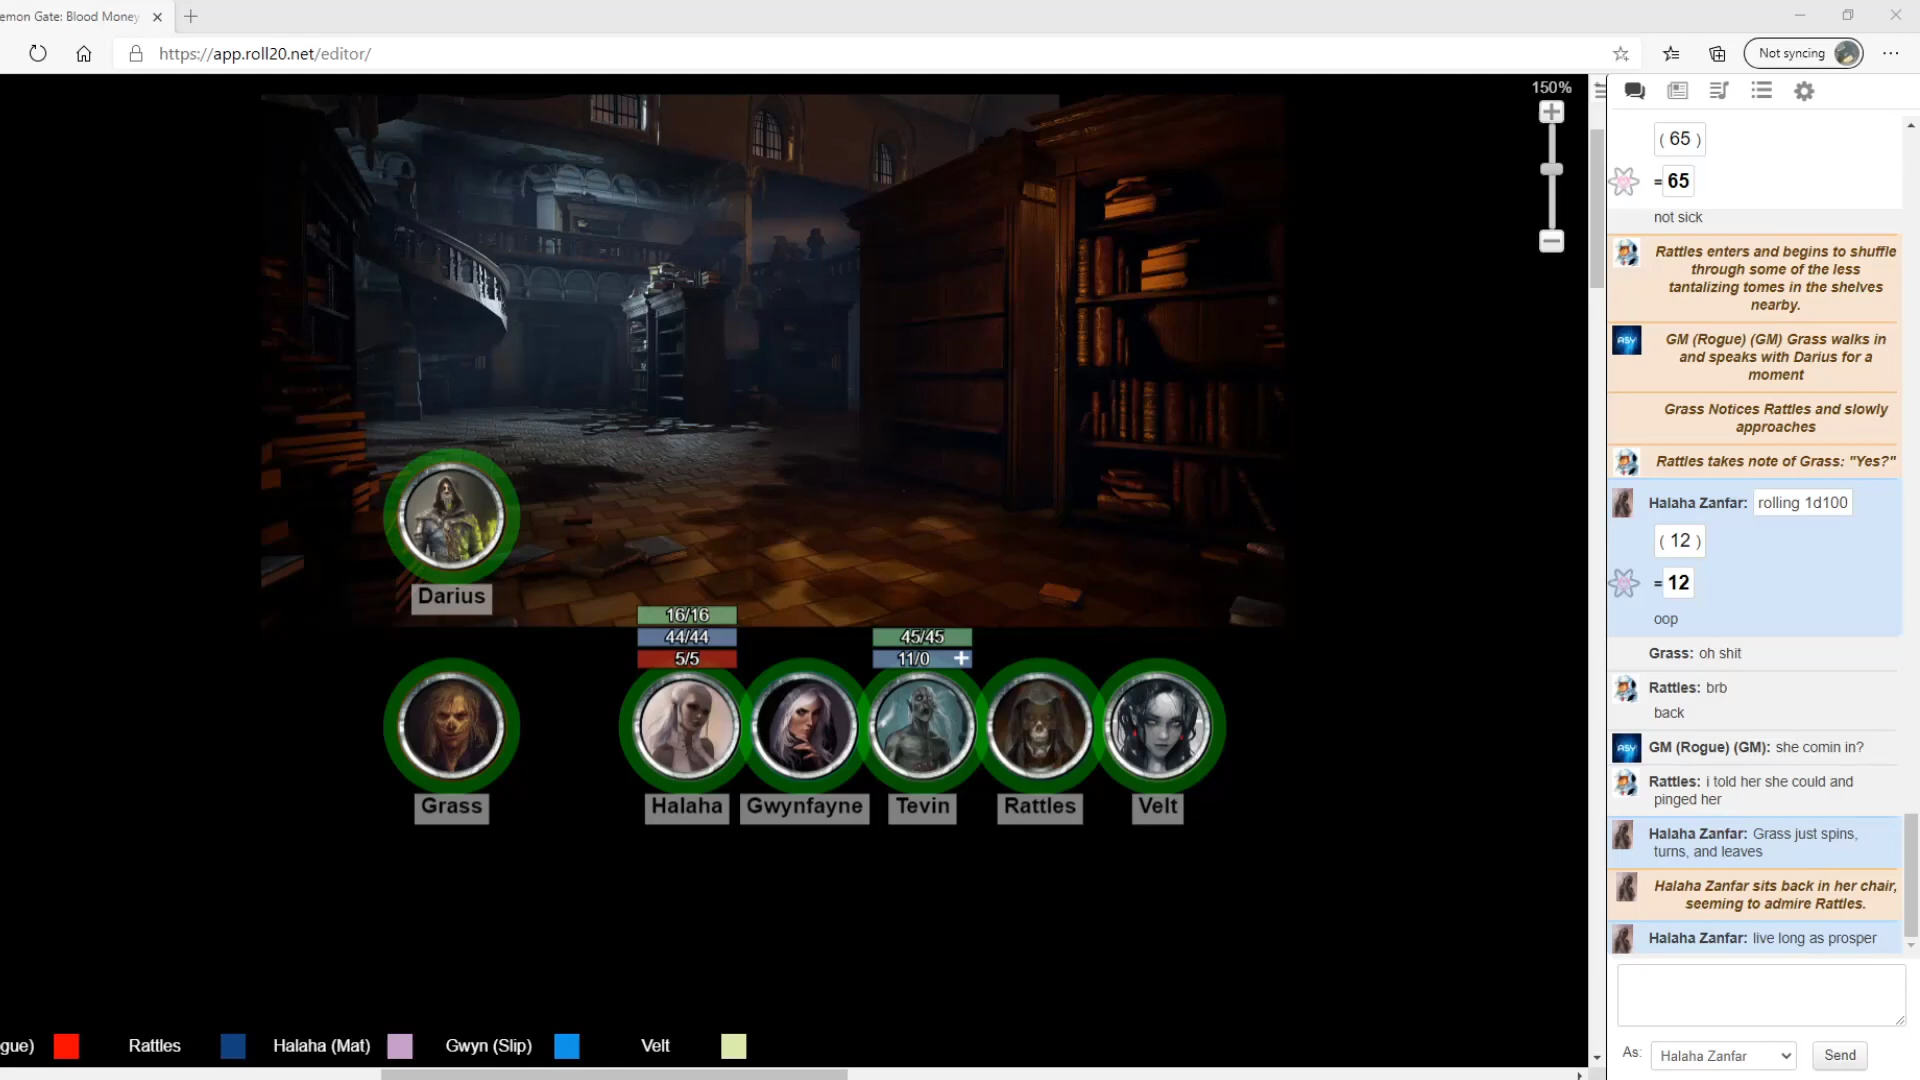 emon Gate: Blood Money
https://app.roll20.net/editor/
Not syncing
150%
( 65 )
= 65
not sick
Rattles enters and begins to shuffle
through some of the less
tantalizing tomes in the shelves
nearby.
GM (Rogue) (GM) Grass walks in
and speaks with Darius for a
moment
Grass Notices Rattles and slowly
approaches
Rattles takes note of Grass: "Yes?"
Halaha Zanfar: rolling 1d100
( 12 )
= 12
oop
Grass: oh shit
Rattles: brb
back
GM (Rogue) (GM): she comin in?
Rattles: i told her she could and
pinged her
Halaha Zanfar: Grass just spins,
turns, and leaves
Halaha Zanfar sits back in her chair,
seeming to admire Rattles.
Halaha Zanfar: live long as prosper
As: Halaha Zanfar Send
Darius
16/16
44/44
5/5
45/45
11/0
Grass
Halaha
Gwynfayne
Tevin
Rattles
Velt
gue) Rattles Halaha (Mat) Gwyn (Slip) Velt
ASY
ASY